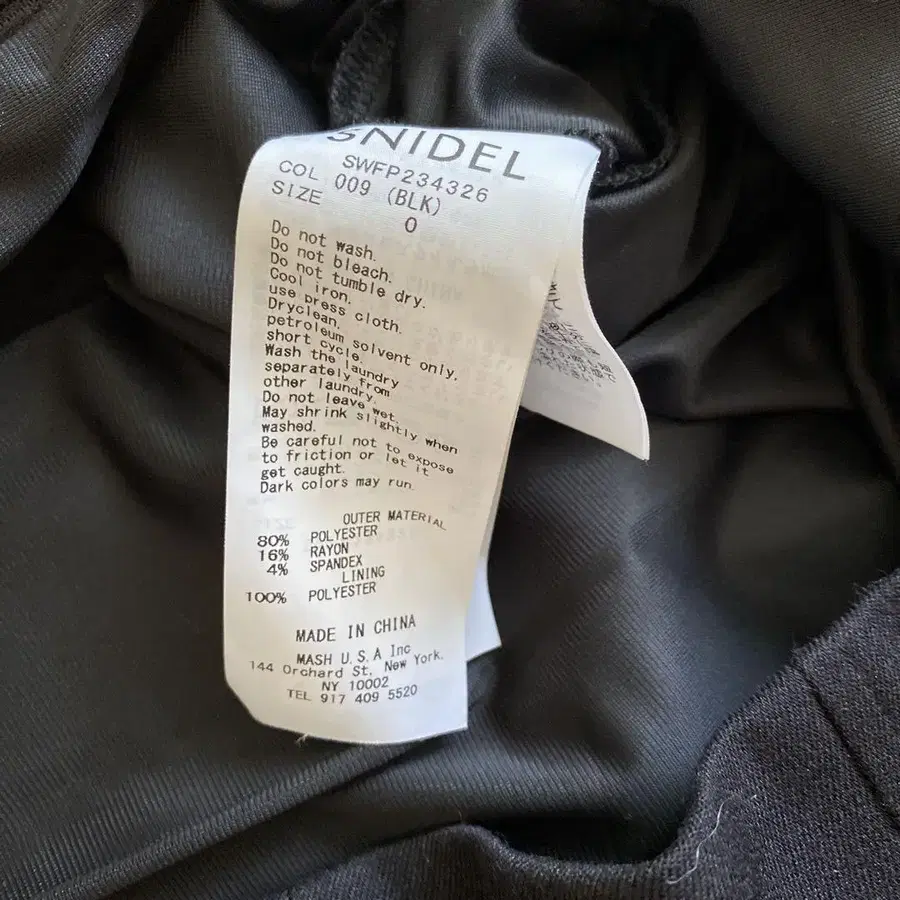 SNIDEL
SWFP234326
COL 009 (BLK)
SIZE 0
Do not wash.
Do not bleach.
Do not tumble dry.
Cool iron.
use press cloth.
Dryclean.
petroleum solvent only,
short cycle.
Wash the laundry
separately from
other laundry.
Do not leave wet.
May shrink slightly when
washed.
Be careful not to expose
to friction or let it
get caught.
Dark colors may run.
OUTER MATERIAL
80% POLYESTER
16% RAYON
4% SPANDEX
LINING
100% POLYESTER
MADE IN CHINA
MASH U.S.A Inc
144 Orchard St, New York,
NY 10002
TEL 917 409 5520